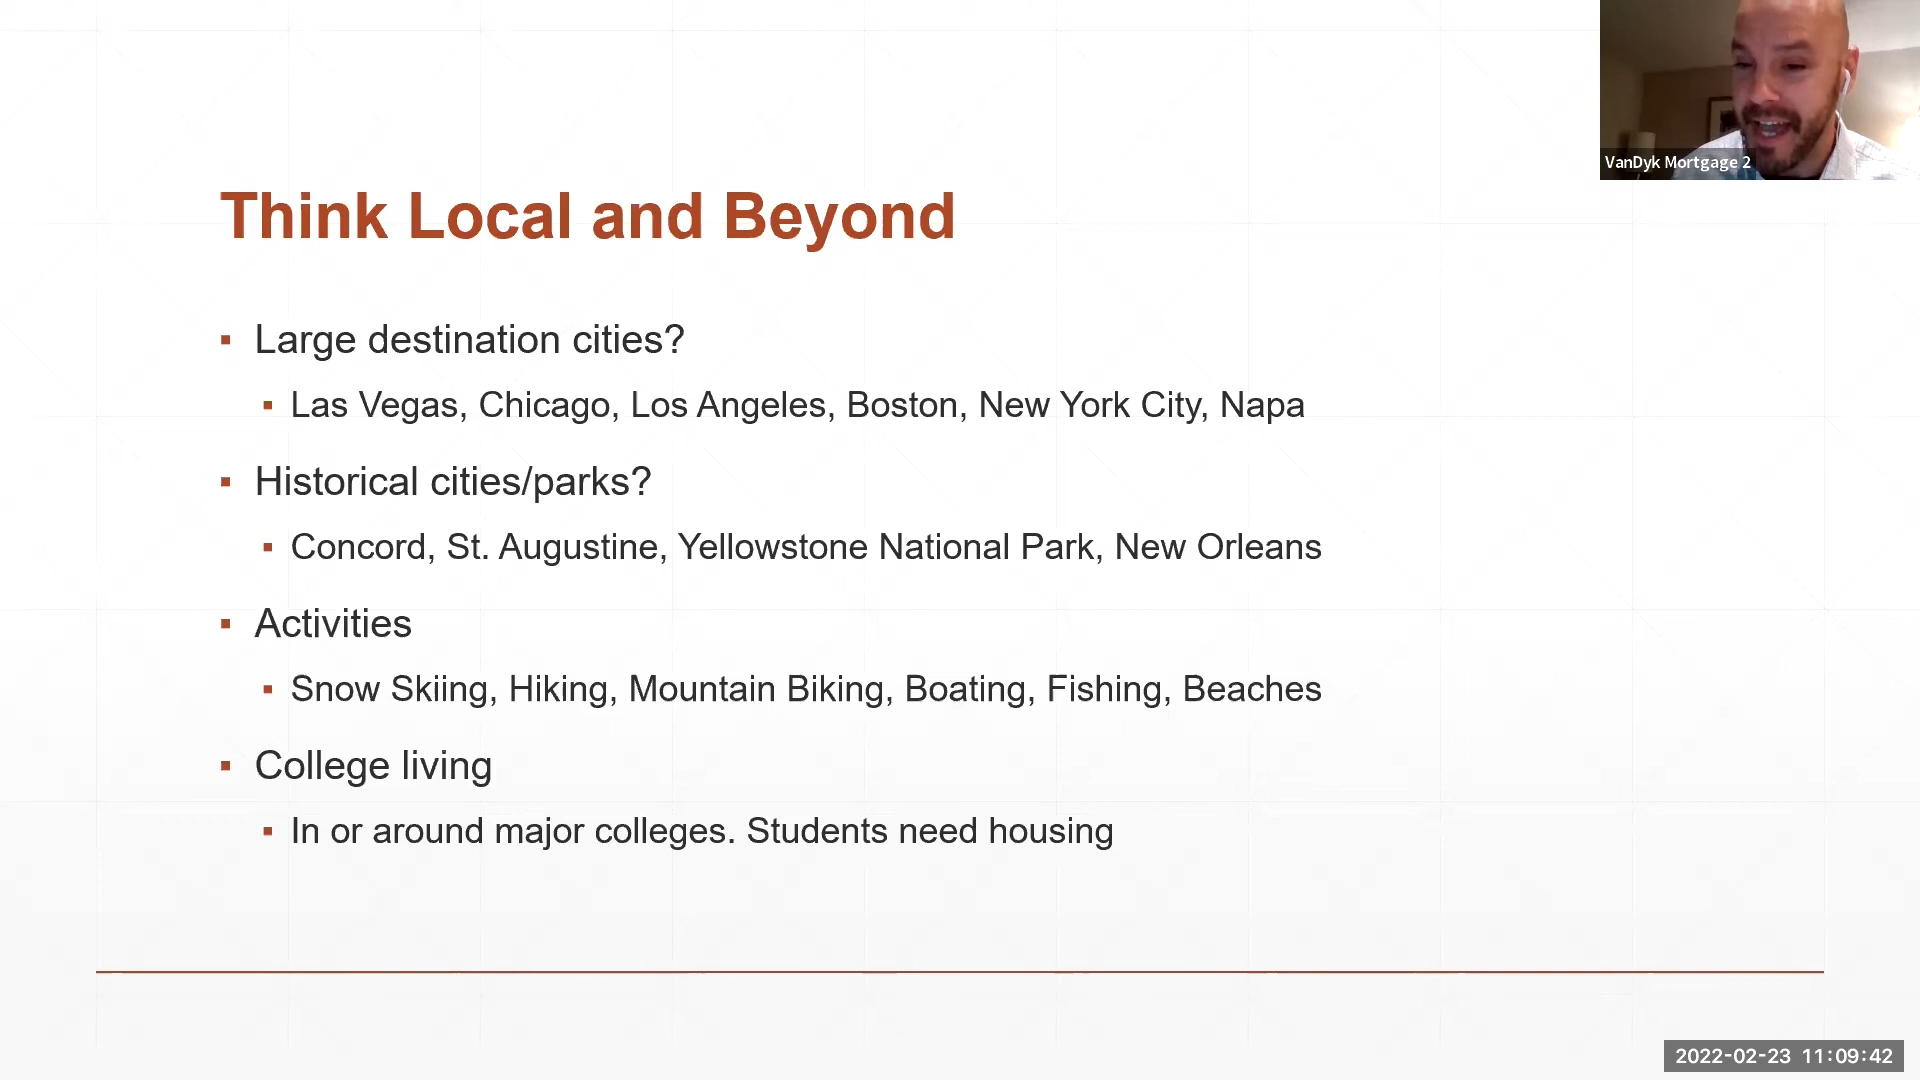 VanDyk Mortgage 2
Think Local and Beyond
Large destination cities?
Las Vegas, Chicago, Los Angeles, Boston, New York City, Napa
Historical cities/parks?
Concord, St. Augustine, Yellowstone National Park, New Orleans
Activities
Snow Skiing, Hiking, Mountain Biking, Boating, Fishing, Beaches
College living
In or around major colleges. Students need housing
2022-02-23 11:09:42